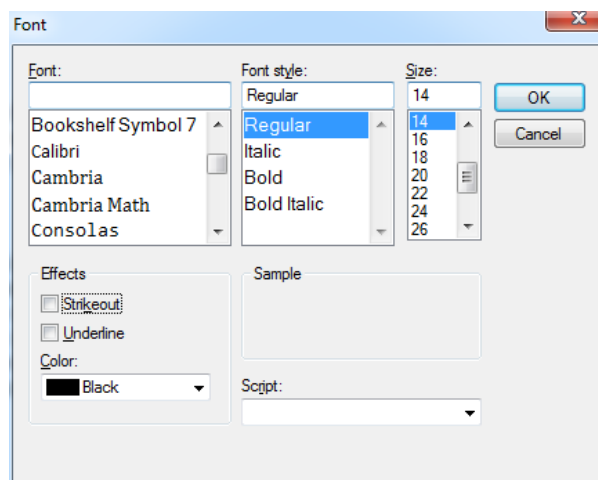 Font
Font: Font style: Size:
Regular 14 OK
Bookshelf Symbol 7 Regular 14 Cancel
Calibri Italic 16
Cambria Bold 18
Cambria Math Bold Italic 20
Consolas 22
24
26
Effects Sample
Strikeout
Underline
Color:
Black Script: